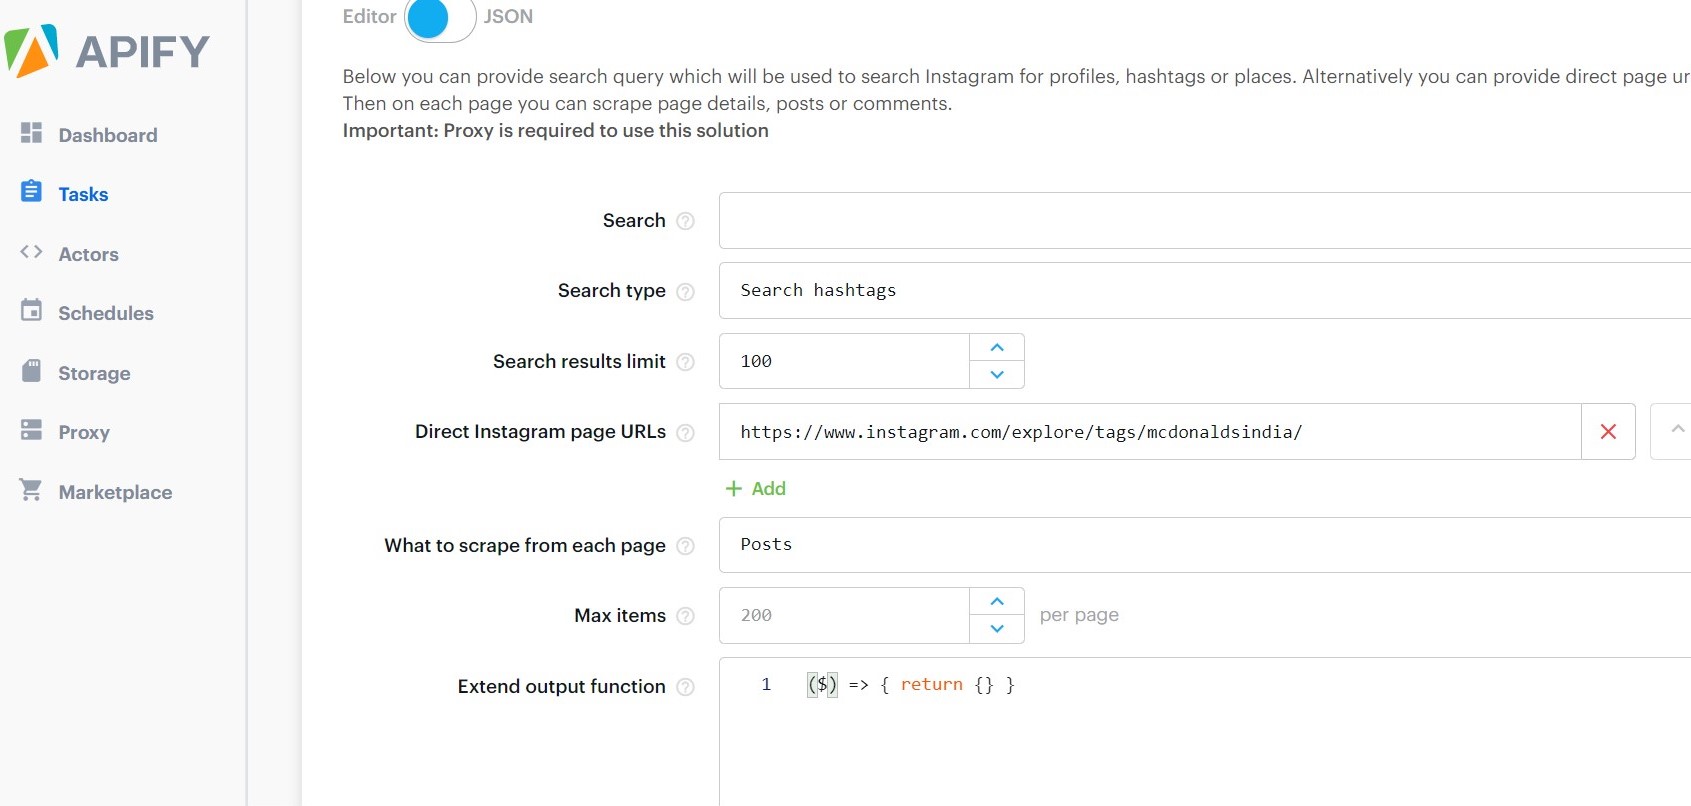 APIFY
Dashboard
Tasks
Actors
Schedules
Storage
Proxy
Marketplace
Editor JSON
Below you can provide search query which will be used to search Instagram for profiles, hashtags or places. Alternatively you can provide direct page ur
Then on each page you can scrape page details, posts or comments.
Important: Proxy is required to use this solution
Search ?
Search type ? Search hashtags
Search results limit ? 100
Direct Instagram page URLs ? https://www.instagram.com/explore/tags/mcdonaldsindia/
+ Add
What to scrape from each page ? Posts
Max items ? 200 per page
Extend output function ? 1 ($) => { return {} }